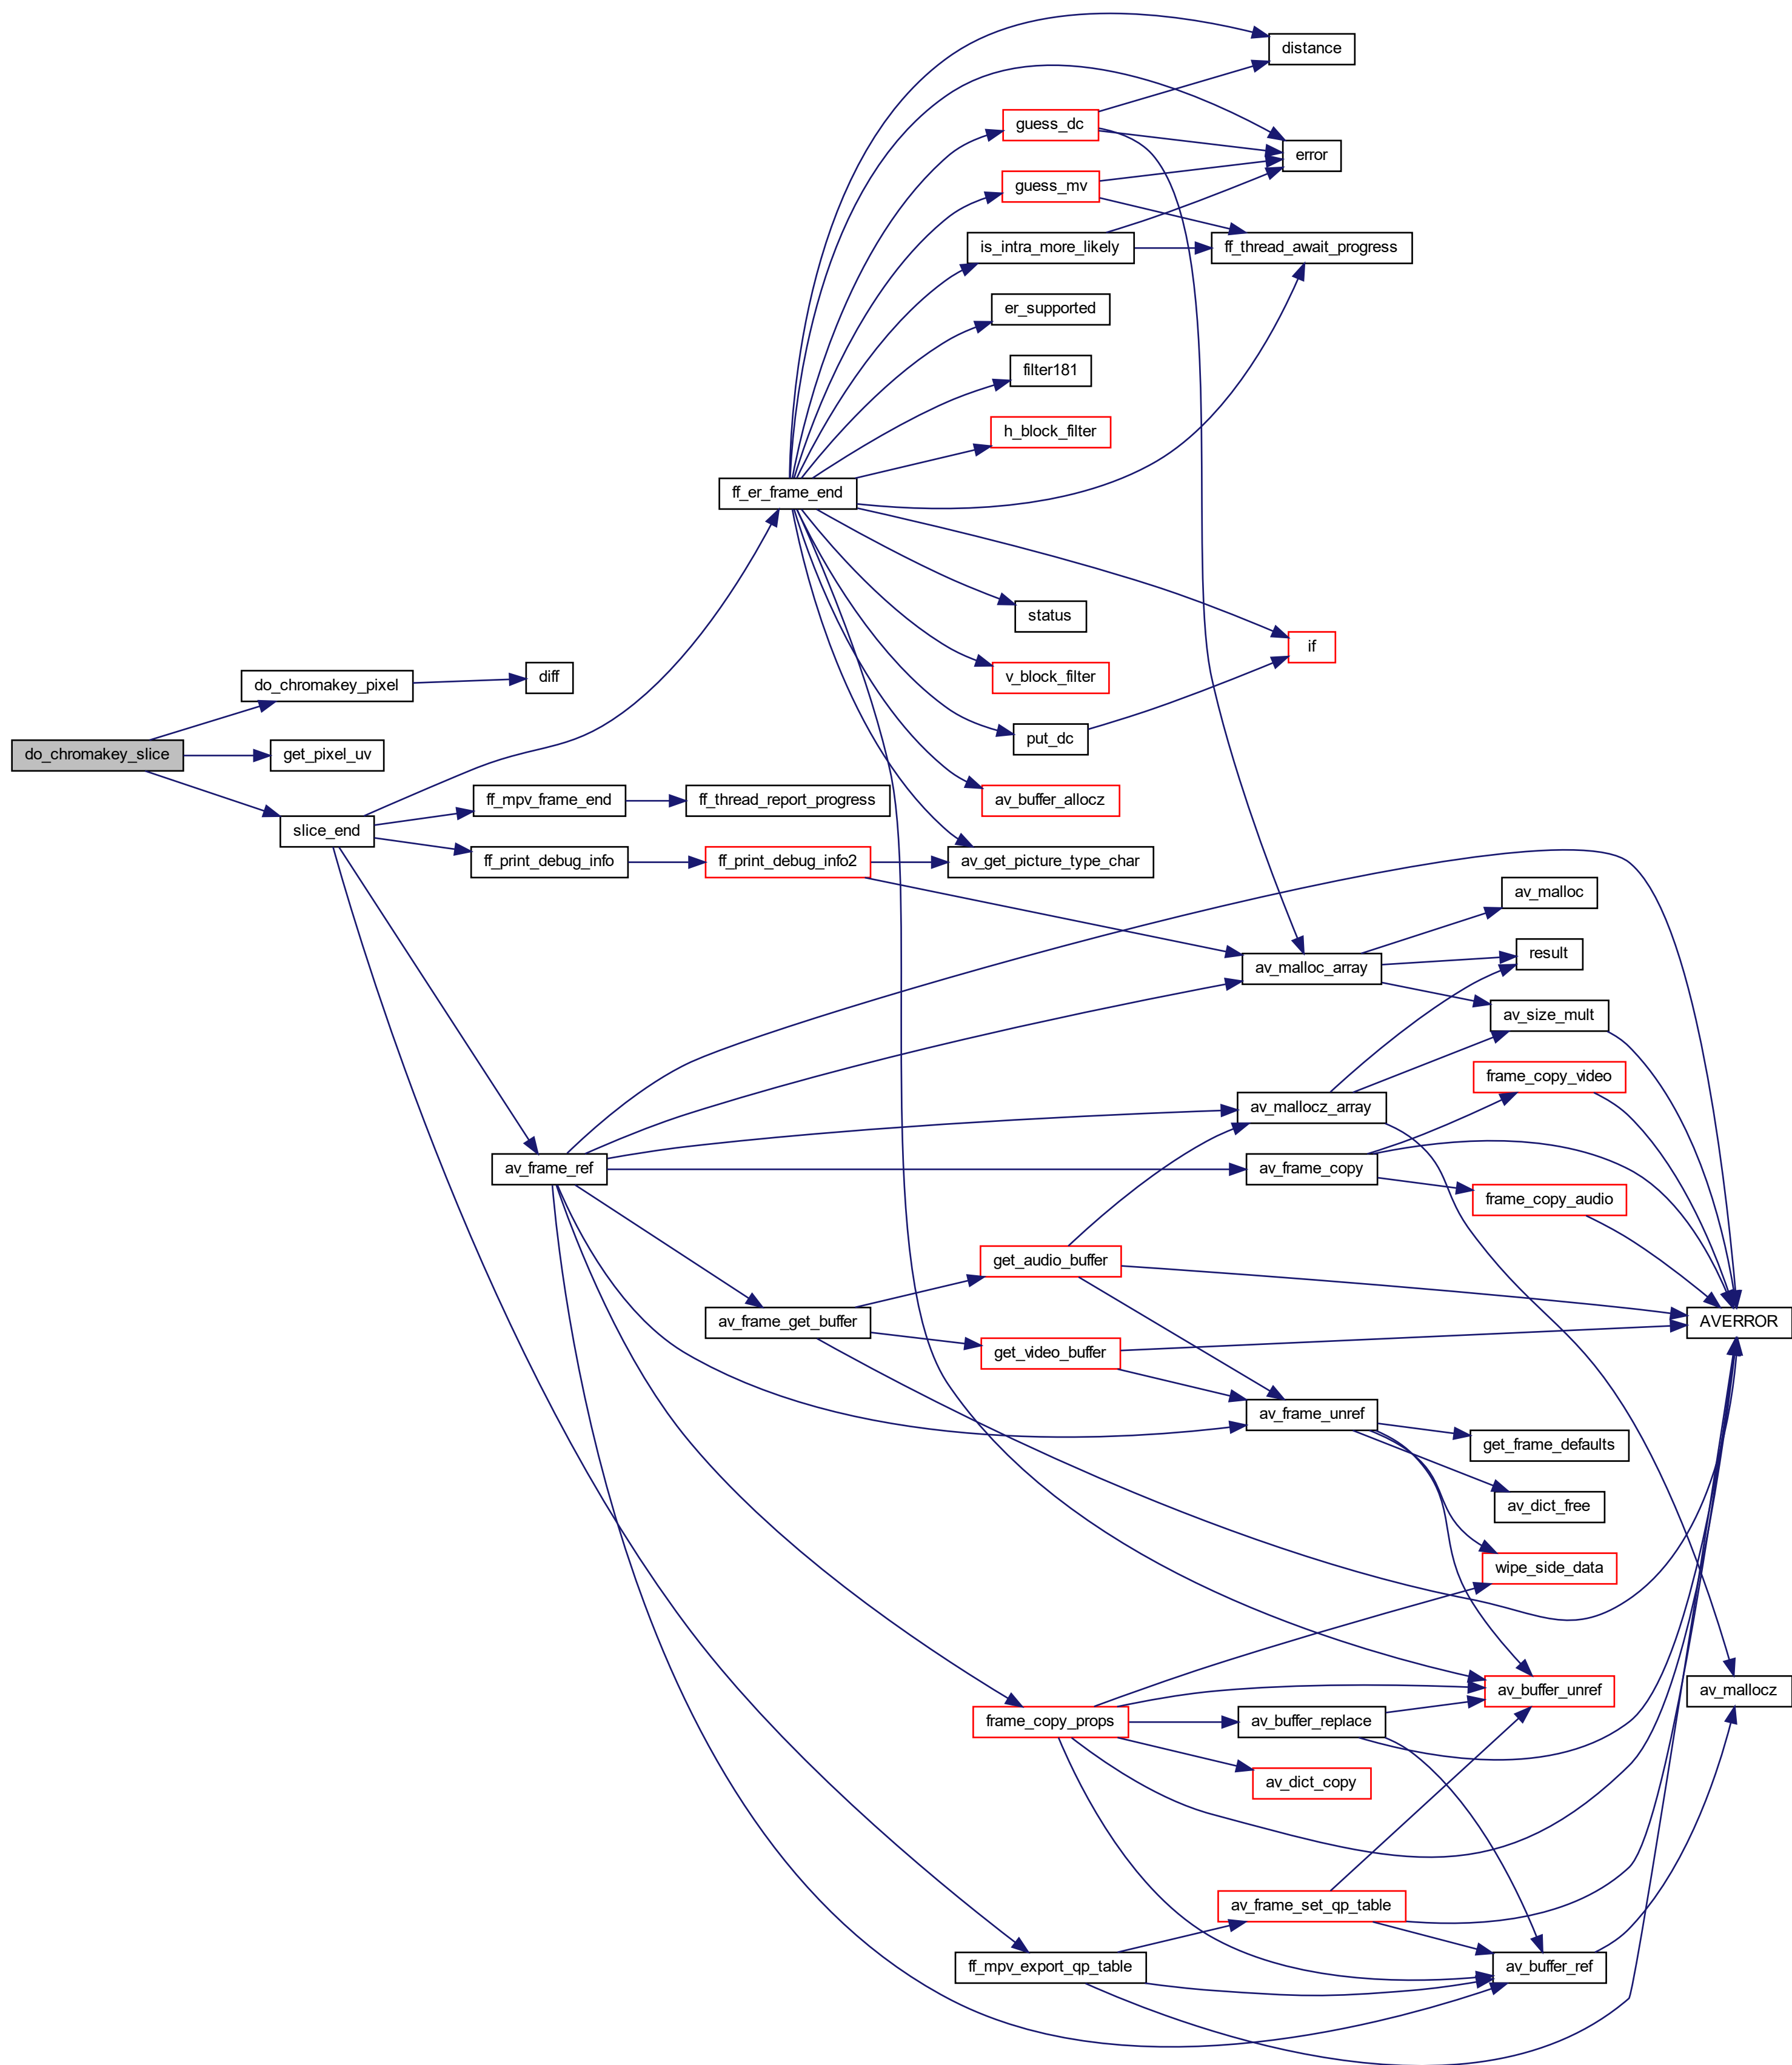 distance
guess_dc
error
guess_mv
is_intra_more_likely
ff_thread_await_progress
er_supported
filter181
h_block_filter
ff_er_frame_end
status
if
do_chromakey_pixel
diff
v_block_filter
put_dc
do_chromakey_slice
get_pixel_uv
ff_mpv_frame_end
ff_thread_report_progress
av_buffer_allocz
slice_end
ff_print_debug_info
ff_print_debug_info2
av_get_picture_type_char
av_malloc
result
av_malloc_array
av_size_mult
frame_copy_video
av_mallocz_array
av_frame_ref
av_frame_copy
frame_copy_audio
get_audio_buffer
av_frame_get_buffer
AVERROR
get_video_buffer
av_frame_unref
get_frame_defaults
av_dict_free
wipe_side_data
av_buffer_unref
av_mallocz
frame_copy_props
av_buffer_replace
av_dict_copy
av_frame_set_qp_table
ff_mpv_export_qp_table
av_buffer_ref